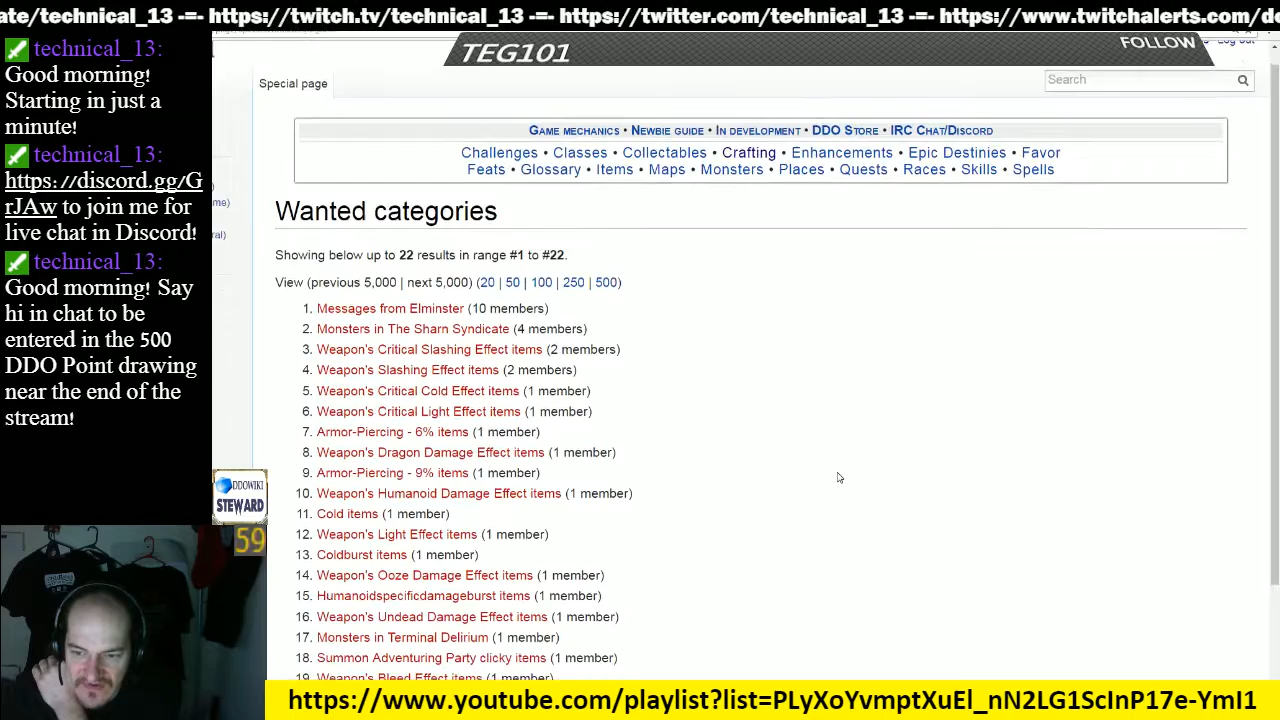 ate/technical_13 -=- https://twitch.tv/technical_13 -=- https://twitter.com/technical_13 -=- https://www.twitchalerts.com/do
technical_13:
Good morning!
Starting in just a
minute!
technical_13:
https://discord.gg/G
rJAw to join me for
live chat in Discord!
technical_13:
Good morning! Say
hi in chat to be
entered in the 500
DDO Point drawing
near the end of the
stream!
DDOWIKI
STEWARD
59
TEG101
FOLLOW
Log out
Special page
Search
Game mechanics • Newbie guide • In development • DDO Store • IRC Chat/Discord
Challenges • Classes • Collectables • Crafting • Enhancements • Epic Destinies • Favor
Feats • Glossary • Items • Maps • Monsters • Places • Quests • Races • Skills • Spells
Wanted categories
Showing below up to 22 results in range #1 to #22.
View (previous 5,000 | next 5,000) (20 | 50 | 100 | 250 | 500)
1. Messages from Elminster (10 members)
2. Monsters in The Sharn Syndicate (4 members)
3. Weapon's Critical Slashing Effect items (2 members)
4. Weapon's Slashing Effect items (2 members)
5. Weapon's Critical Cold Effect items (1 member)
6. Weapon's Critical Light Effect items (1 member)
7. Armor-Piercing - 6% items (1 member)
8. Weapon's Dragon Damage Effect items (1 member)
9. Armor-Piercing - 9% items (1 member)
10. Weapon's Humanoid Damage Effect items (1 member)
11. Cold items (1 member)
12. Weapon's Light Effect items (1 member)
13. Coldburst items (1 member)
14. Weapon's Ooze Damage Effect items (1 member)
15. Humanoidspecificdamageburst items (1 member)
16. Weapon's Undead Damage Effect items (1 member)
17. Monsters in Terminal Delirium (1 member)
18. Summon Adventuring Party clicky items (1 member)
19. Weapon's Bleed Effect items (1 member)
me)
ral)
https://www.youtube.com/playlist?list=PLyXoYvmptXuEl_nN2LG1ScInP17e-YmI1